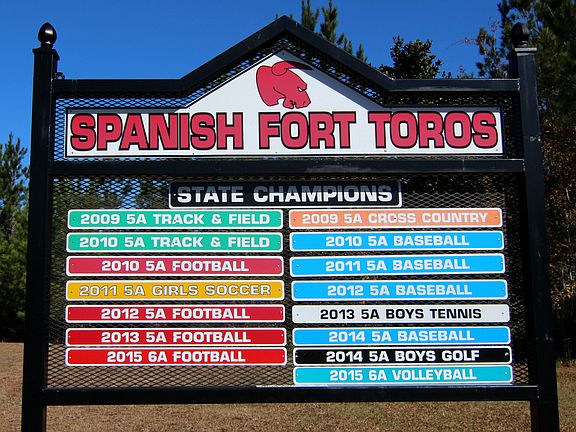 SPANISH FORT TOROS
STATE CHAMPIONS
2009 5A TRACK & FIELD
2010 5A TRACK & FIELD
2010 5A FOOTBALL
2011 5A GIRLS SOCCER
2012 5A FOOTBALL
2013 5A FOOTBALL
2015 6A FOOTBALL
2009 5A CROSS COUNTRY
2010 5A BASEBALL
2011 5A BASEBALL
2012 5A BASEBALL
2013 5A BOYS TENNIS
2014 5A BASEBALL
2014 5A BOYS GOLF
2015 6A VOLLEYBALL